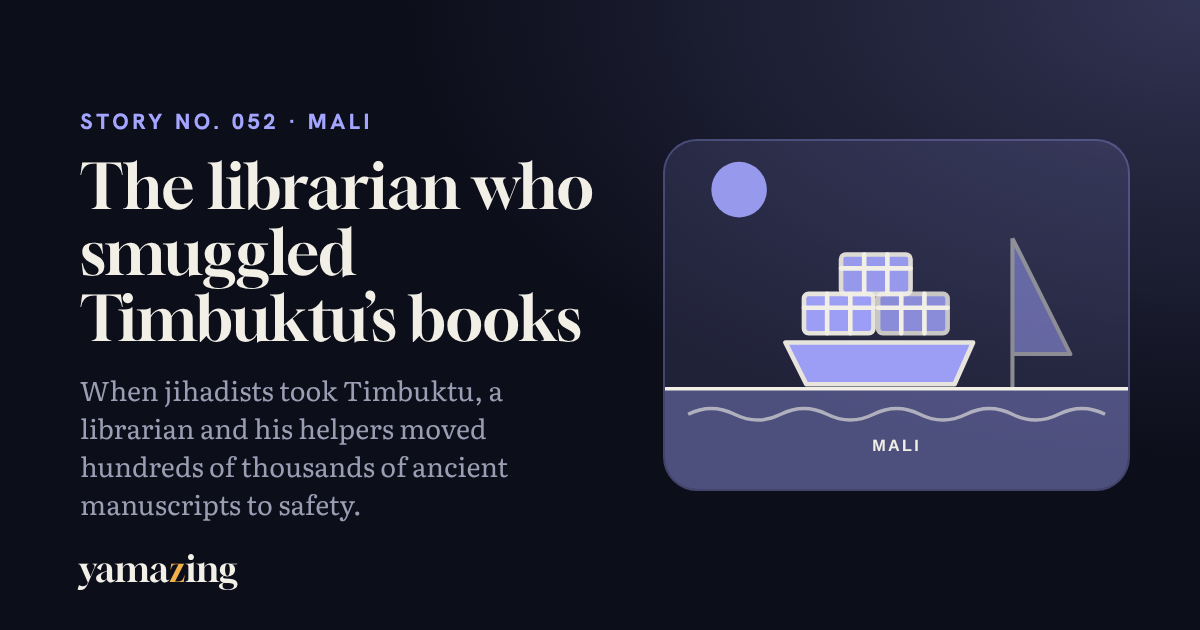 STORY NO. 052 · MALI
The librarian who
smuggled
Timbuktu’s books
When jihadists took Timbuktu, a
librarian and his helpers moved
hundreds of thousands of ancient
manuscripts to safety.
yamazing
MALI